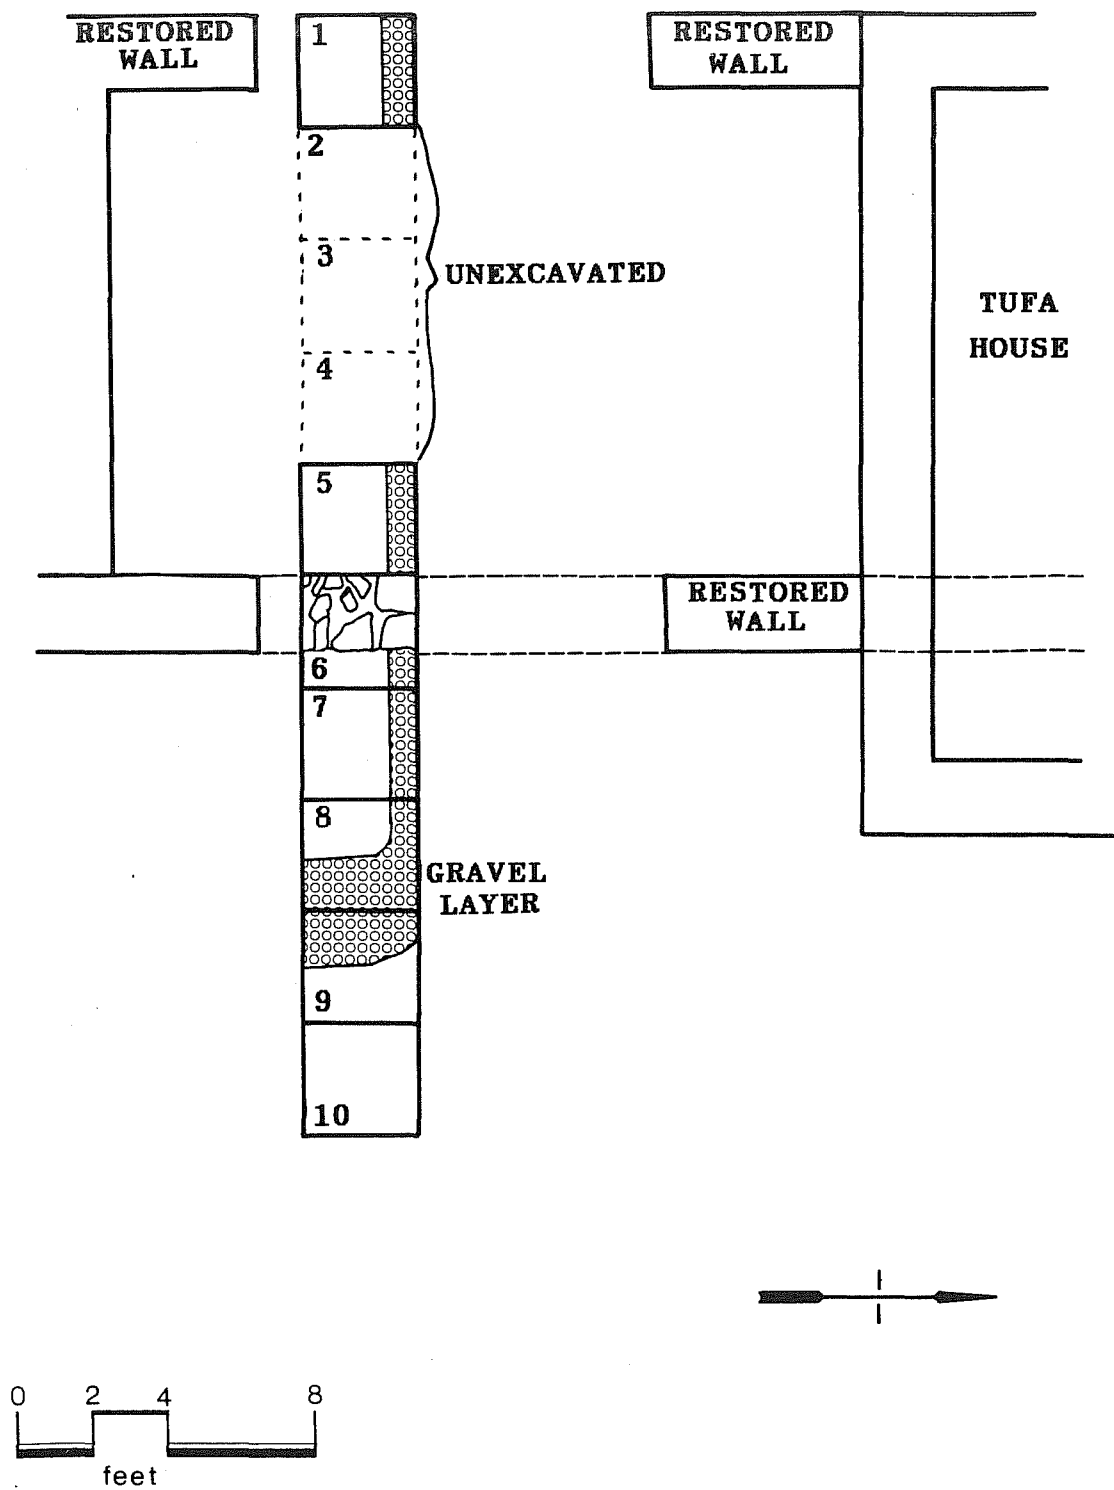 RESTORED
WALL
1
RESTORED
WALL
2
3
UNEXCAVATED
4
TUFA
HOUSE
5
RESTORED
WALL
6
7
8
GRAVEL
LAYER
9
10
0 2 4 8
feet